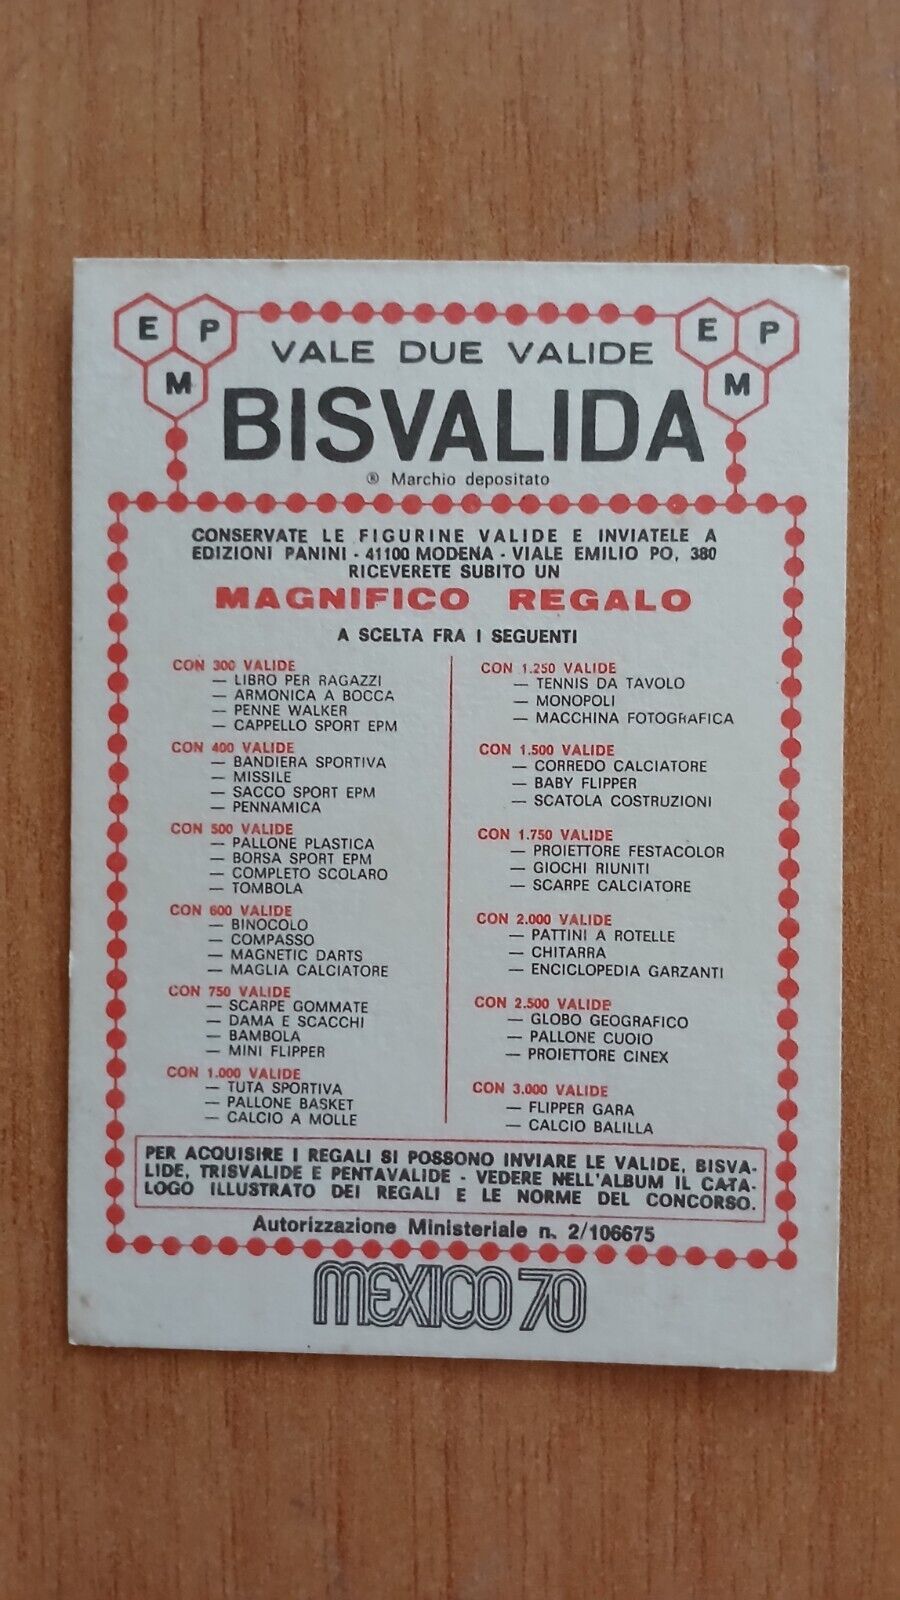 E P M
E P M
VALE DUE VALIDE
BISVALIDA
® Marchio depositato
CONSERVATE LE FIGURINE VALIDE E INVIATELE A
EDIZIONI PANINI - 41100 MODENA - VIALE EMILIO PO, 380
RICEVERETE SUBITO UN
MAGNIFICO REGALO
A SCELTA FRA I SEGUENTI
CON 300 VALIDE
— LIBRO PER RAGAZZI
— ARMONICA A BOCCA
— PENNE WALKER
— CAPPELLO SPORT EPM
CON 400 VALIDE
— BANDIERA SPORTIVA
— MISSILE
— SACCO SPORT EPM
— PENNAMICA
CON 500 VALIDE
— PALLONE PLASTICA
— BORSA SPORT EPM
— COMPLETO SCOLARO
— TOMBOLA
CON 600 VALIDE
— BINOCOLO
— COMPASSO
— MAGNETIC DARTS
— MAGLIA CALCIATORE
CON 750 VALIDE
— SCARPE GOMMATE
— DAMA E SCACCHI
— BAMBOLA
— MINI FLIPPER
CON 1.000 VALIDE
— TUTA SPORTIVA
— PALLONE BASKET
— CALCIO A MOLLE
CON 1.250 VALIDE
— TENNIS DA TAVOLO
— MONOPOLI
— MACCHINA FOTOGRAFICA
CON 1.500 VALIDE
— CORREDO CALCIATORE
— BABY FLIPPER
— SCATOLA COSTRUZIONI
CON 1.750 VALIDE
— PROIETTORE FESTACOLOR
— GIOCHI RIUNITI
— SCARPE CALCIATORE
CON 2.000 VALIDE
— PATTINI A ROTELLE
— CHITARRA
— ENCICLOPEDIA GARZANTI
CON 2.500 VALIDE
— GLOBO GEOGRAFICO
— PALLONE CUOIO
— PROIETTORE CINEX
CON 3.000 VALIDE
— FLIPPER GARA
— CALCIO BALILLA
PER ACQUISIRE I REGALI SI POSSONO INVIARE LE VALIDE, BISVA-
LIDE, TRISVALIDE E PENTAVALIDE - VEDERE NELL'ALBUM IL CATA-
LOGO ILLUSTRATO DEI REGALI E LE NORME DEL CONCORSO.
Autorizzazione Ministeriale n. 2/106675
MEXICO 70